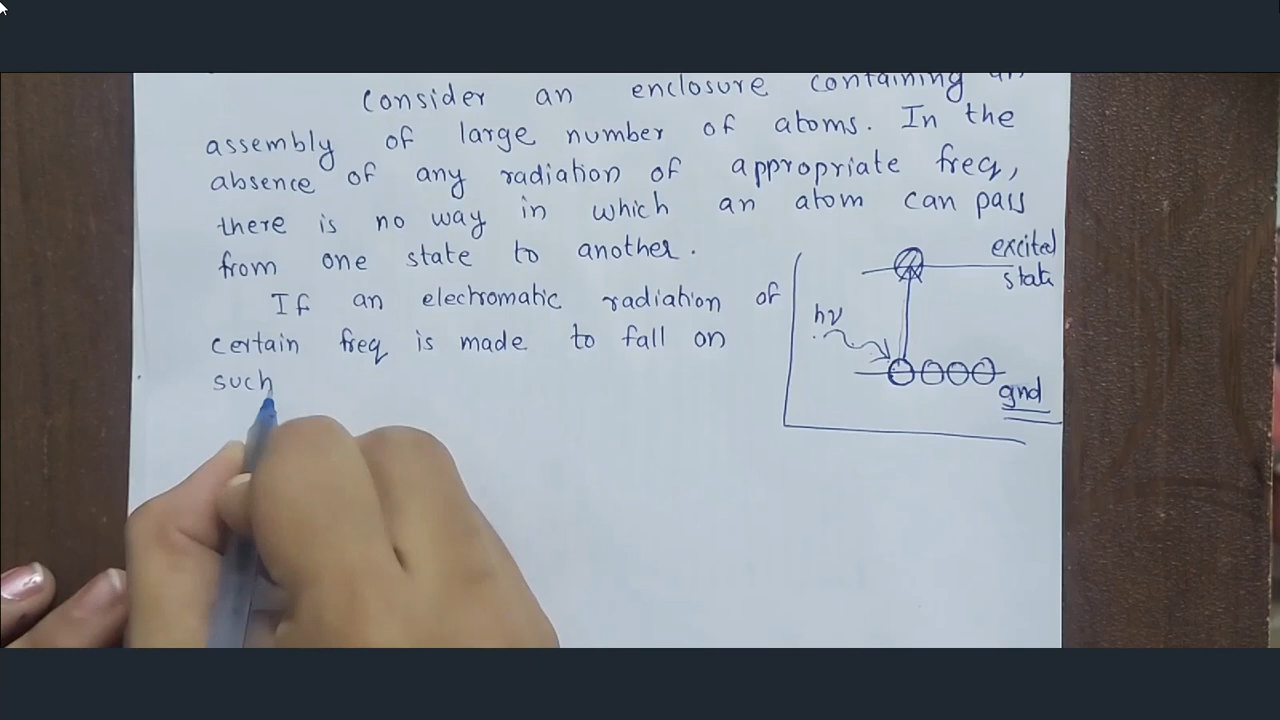 Consider an enclosure containing an
assembly of large number of atoms. In the
absence of any radiation of appropriate freq,
there is no way in which an atom can pass
from one state to another.
If an electromatic radiation of
certain freq is made to fall on
such
excited
state
hν
gnd